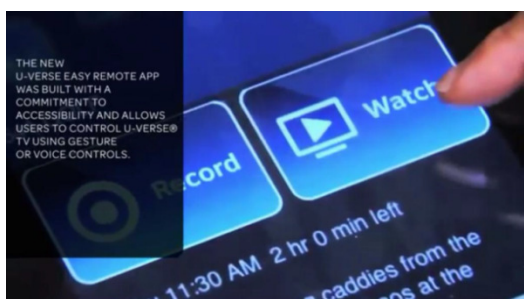 THE NEW
U-VERSE EASY REMOTE APP
WAS BUILT WITH A
COMMITMENT TO
ACCESSIBILITY AND ALLOWS
USERS TO CONTROL U-VERSE®
TV USING GESTURE
OR VOICE CONTROLS.
Record
Watch
11:30 AM 2 hr 0 min left
caddies from the
at the